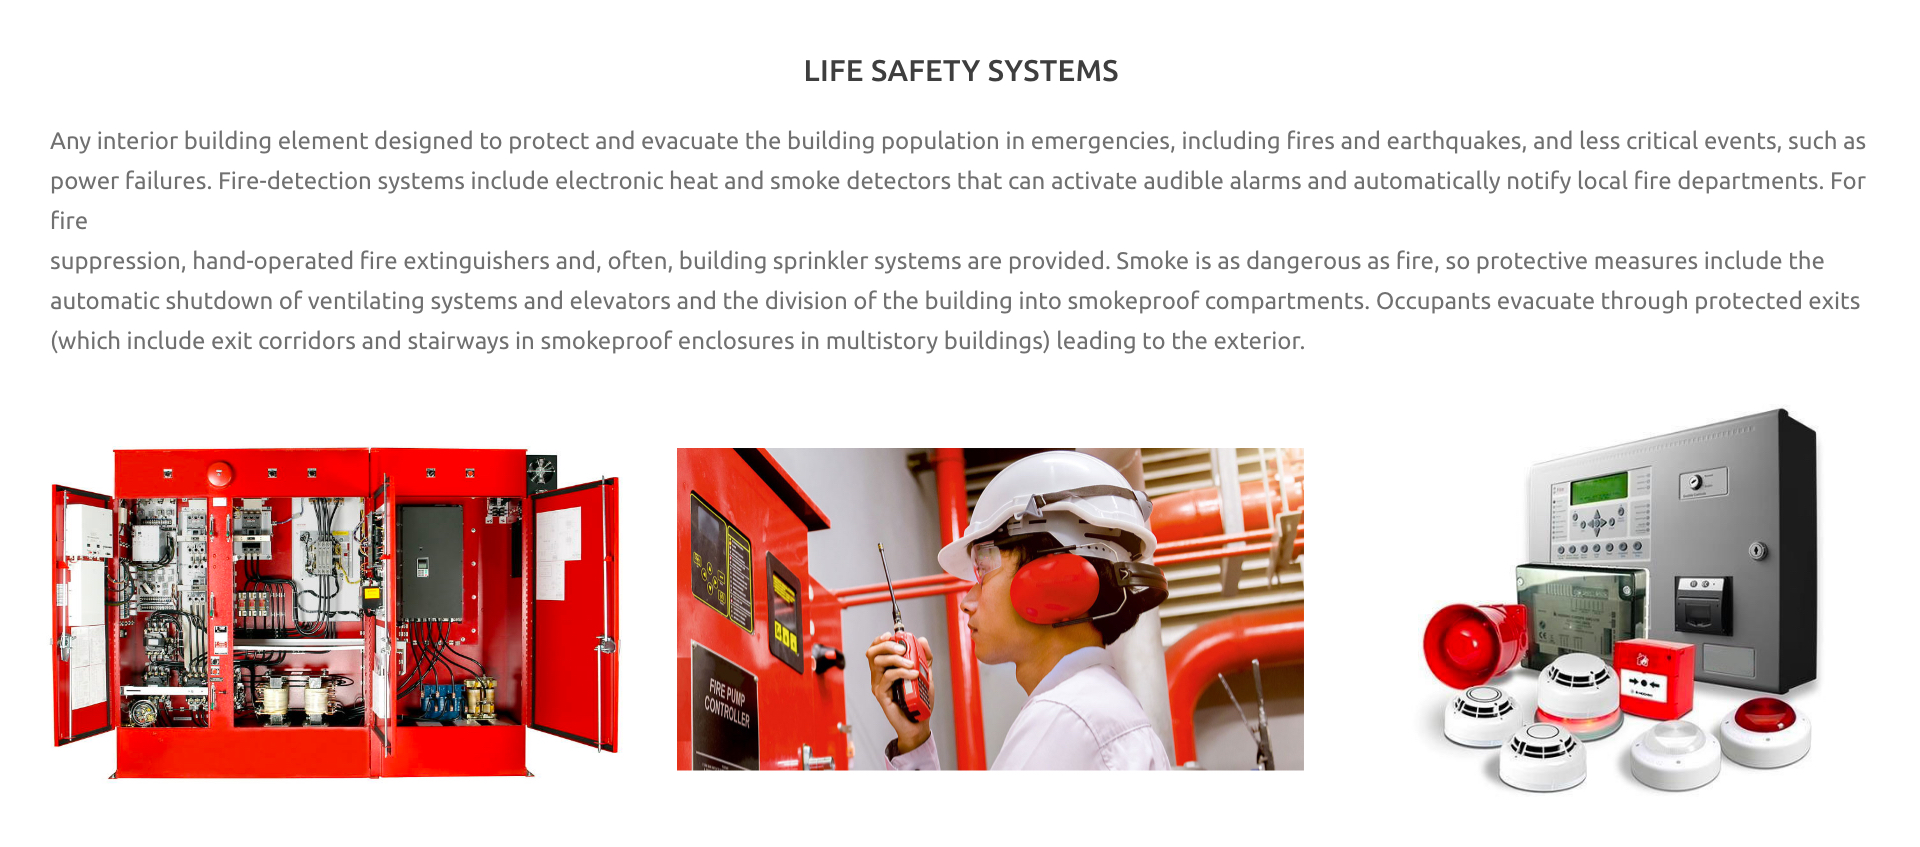 LIFE SAFETY SYSTEMS
Any interior building element designed to protect and evacuate the building population in emergencies, including fires and earthquakes, and less critical events, such as
power failures. Fire-detection systems include electronic heat and smoke detectors that can activate audible alarms and automatically notify local fire departments. For
fire
suppression, hand-operated fire extinguishers and, often, building sprinkler systems are provided. Smoke is as dangerous as fire, so protective measures include the
automatic shutdown of ventilating systems and elevators and the division of the building into smokeproof compartments. Occupants evacuate through protected exits
(which include exit corridors and stairways in smokeproof enclosures in multistory buildings) leading to the exterior.
FIRE PUMP
CONTROLLER